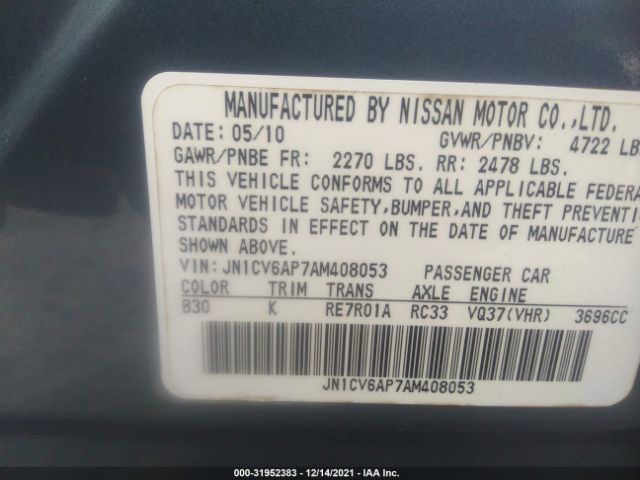 MANUFACTURED BY NISSAN MOTOR CO.,LTD.
DATE: 05/10 GVWR/PNBV: 4722 LB
GAWR/PNBE FR: 2270 LBS. RR: 2478 LBS.
THIS VEHICLE CONFORMS TO ALL APPLICABLE FEDERA
MOTOR VEHICLE SAFETY,BUMPER,AND THEFT PREVENTI
STANDARDS IN EFFECT ON THE DATE OF MANUFACTURE
SHOWN ABOVE.
VIN: JN1CV6AP7AM408053 PASSENGER CAR
COLOR TRIM TRANS AXLE ENGINE
B30 K RE7R01A RC33 VQ37(VHR) 3696CC
JN1CV6AP7AM408053
000-31952383 - 12/14/2021 - IAA Inc.